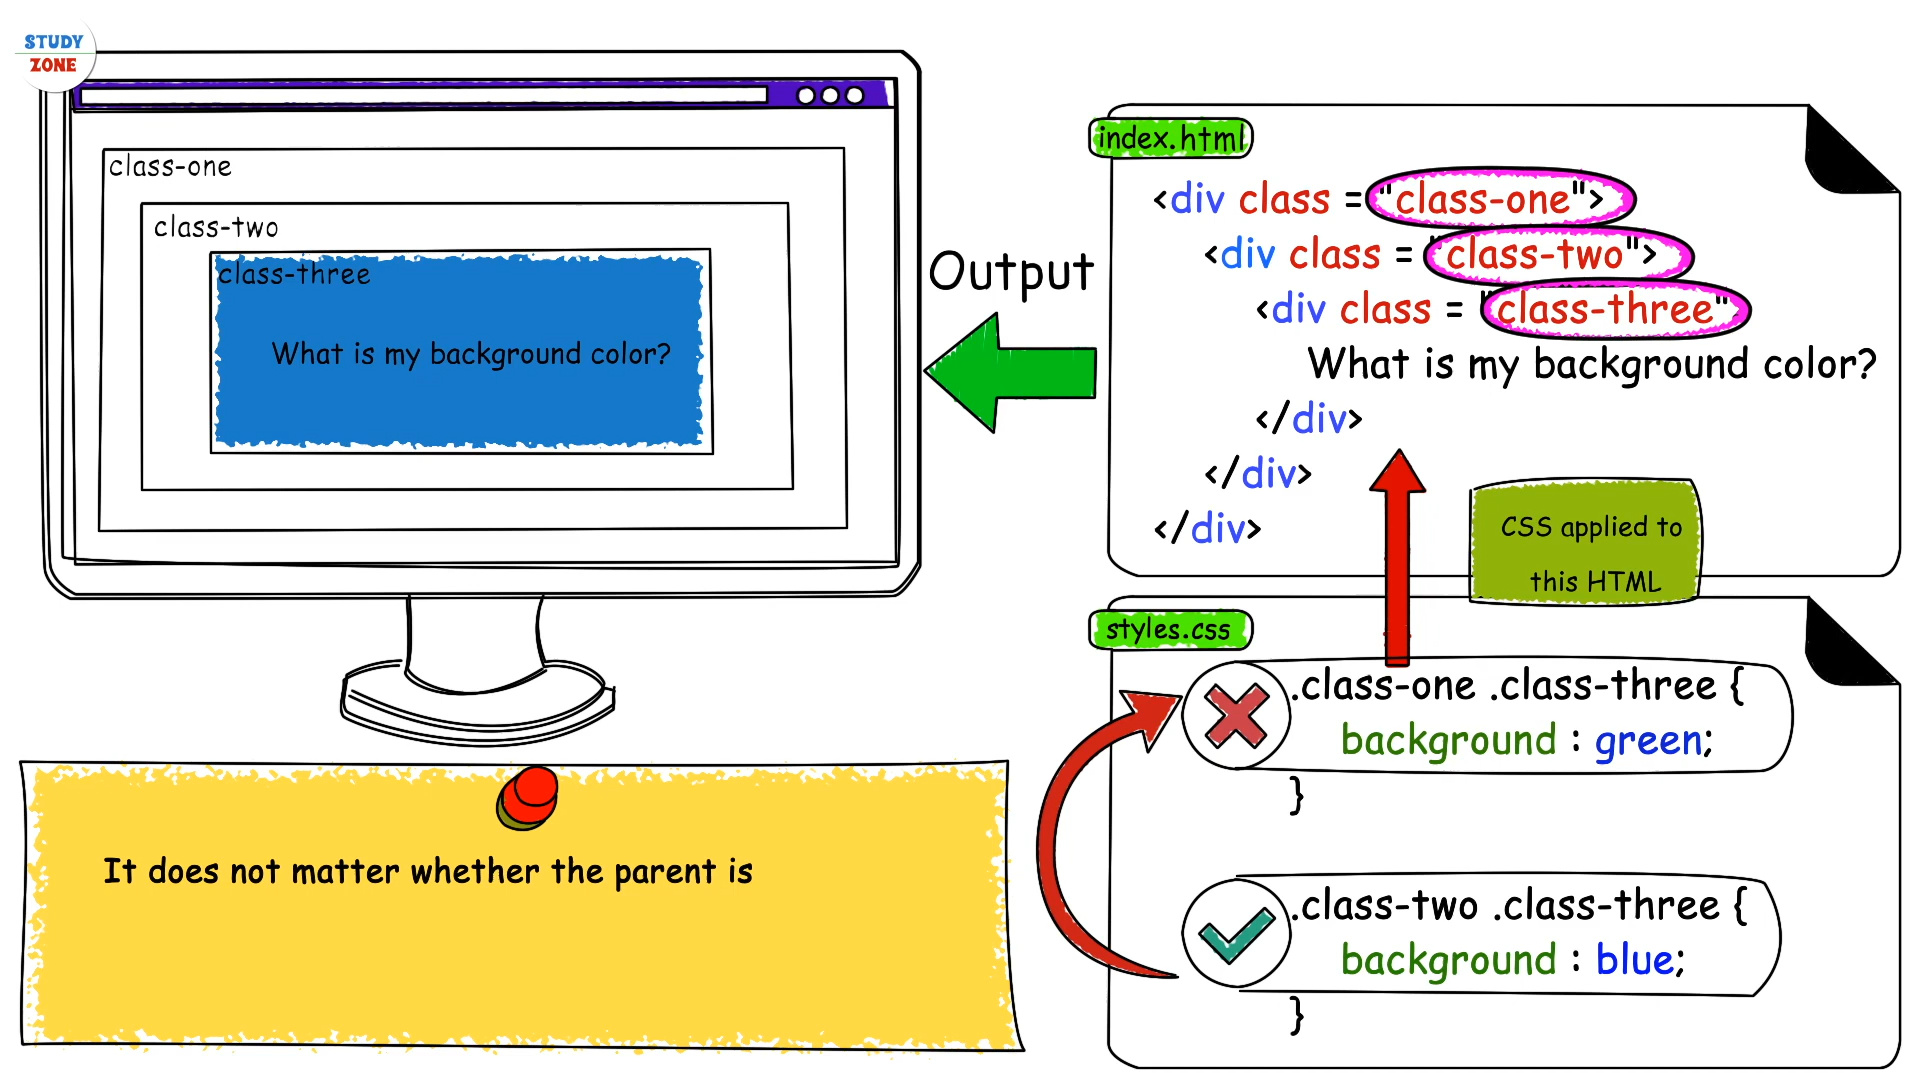 STUDY
ZONE
class-one
class-two
class-three
What is my background color?
Output
index.html
<div class = "class-one">
<div class = "class-two">
<div class = "class-three"
What is my background color?
</div>
</div>
</div>
CSS applied to
this HTML
styles.css
.class-one .class-three {
background : green;
}
.class-two .class-three {
background : blue;
}
It does not matter whether the parent is